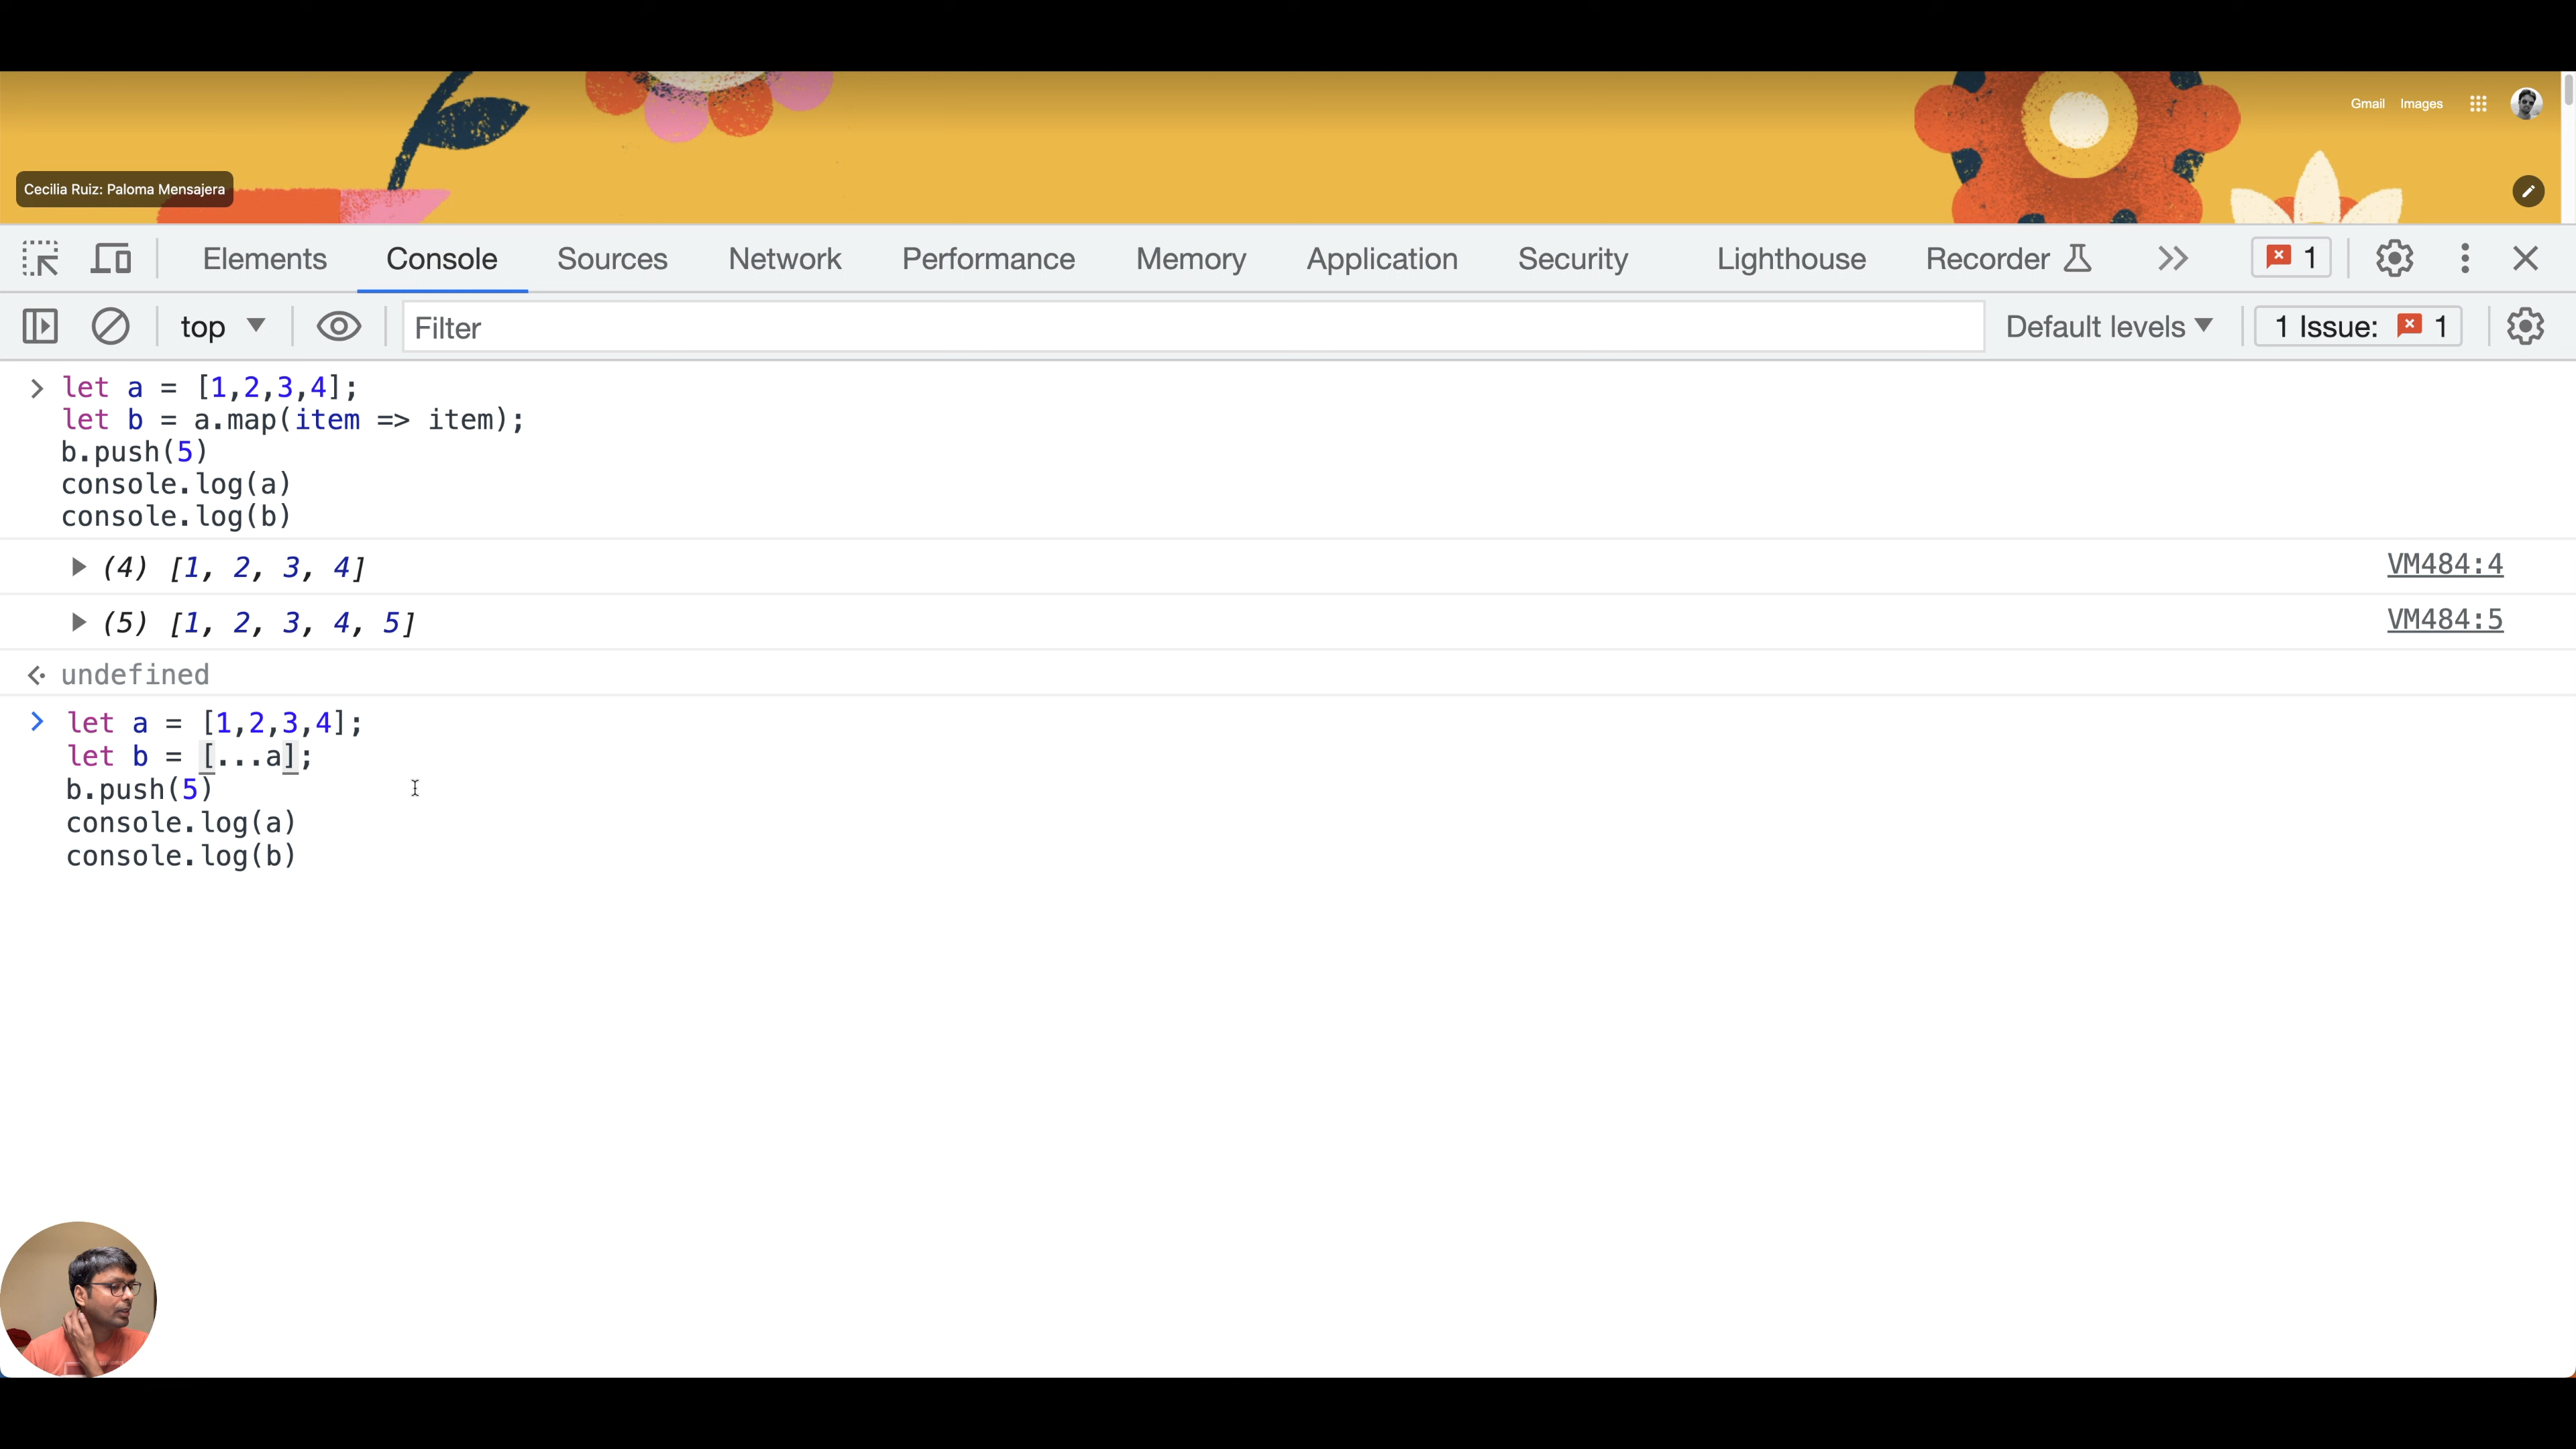 Gmail Images
Cecilia Ruiz: Paloma Mensajera
Elements Console Sources Network Performance Memory Application Security Lighthouse Recorder 1
top Filter Default levels 1 Issue: 1
let a = [1,2,3,4];
let b = a.map(item => item);
b.push(5)
console.log(a)
console.log(b)
(4) [1, 2, 3, 4] VM484:4
(5) [1, 2, 3, 4, 5] VM484:5
undefined
let a = [1,2,3,4];
let b = [...a];
b.push(5)
console.log(a)
console.log(b)